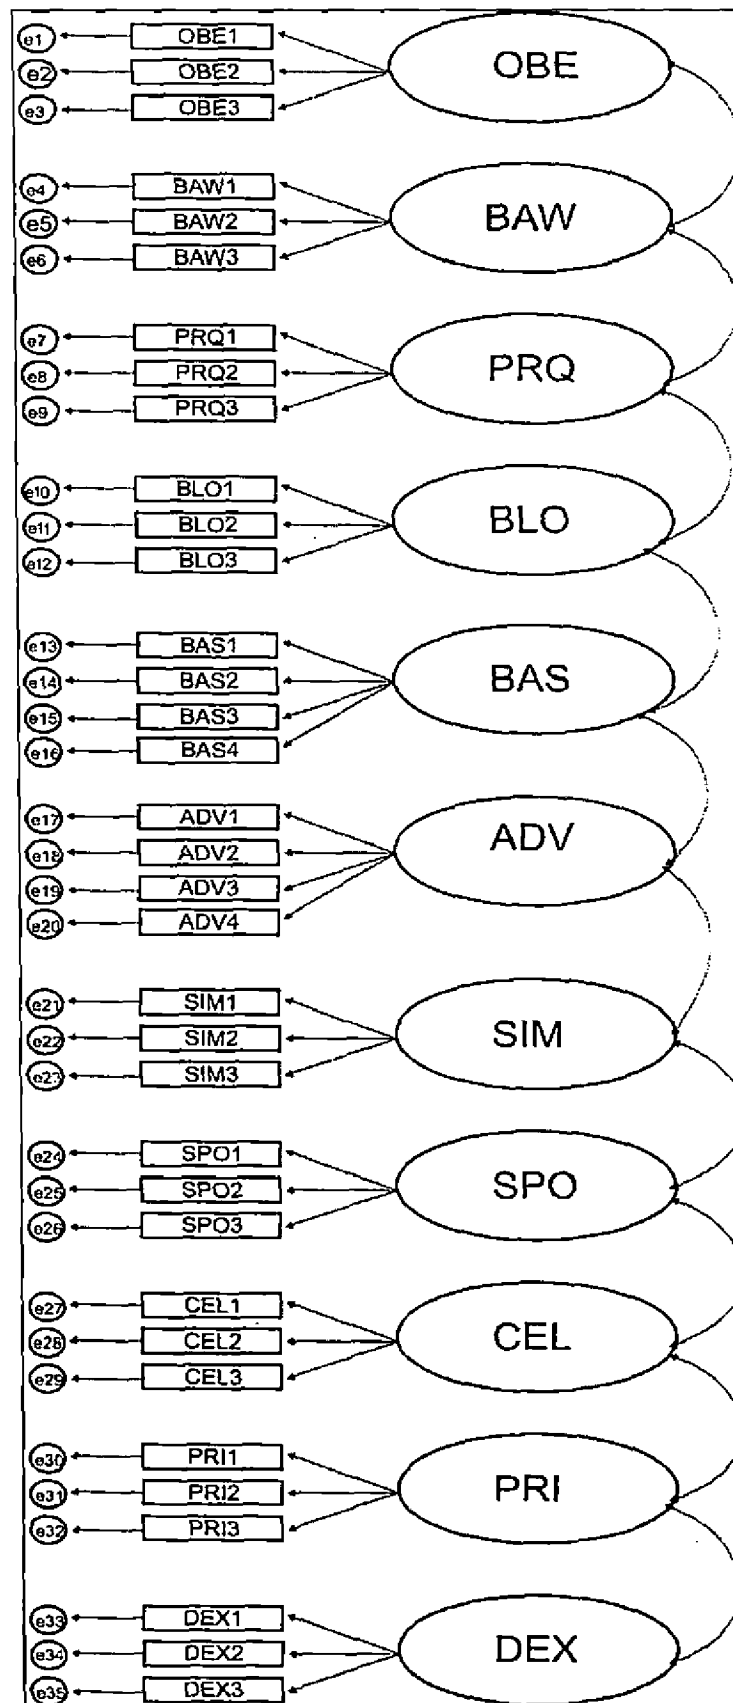 e1 OBE1
e2 OBE2 OBE
e3 OBE3
e4 BAW1
e5 BAW2 BAW
e6 BAW3
e7 PRQ1
e8 PRQ2 PRQ
e9 PRQ3
e10 BLO1
e11 BLO2 BLO
e12 BLO3
e13 BAS1
e14 BAS2 BAS
e15 BAS3
e16 BAS4
e17 ADV1
e18 ADV2 ADV
e19 ADV3
e20 ADV4
e21 SIM1
e22 SIM2 SIM
e23 SIM3
e24 SPO1
e25 SPO2 SPO
e26 SPO3
e27 CEL1
e28 CEL2 CEL
e29 CEL3
e30 PRI1
e31 PRI2 PRI
e32 PRI3
e33 DEX1
e34 DEX2 DEX
e35 DEX3